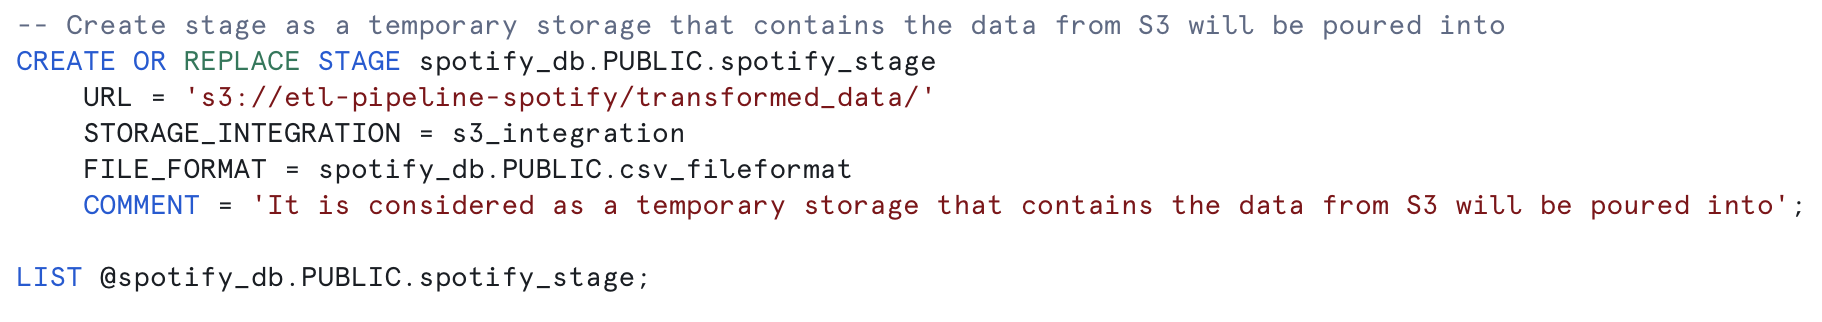 -- Create stage as a temporary storage that contains the data from S3 will be poured into
CREATE OR REPLACE STAGE spotify_db.PUBLIC.spotify_stage
    URL = 's3://etl-pipeline-spotify/transformed_data/'
    STORAGE_INTEGRATION = s3_integration
    FILE_FORMAT = spotify_db.PUBLIC.csv_fileformat
    COMMENT = 'It is considered as a temporary storage that contains the data from S3 will be poured into';
LIST @spotify_db.PUBLIC.spotify_stage;